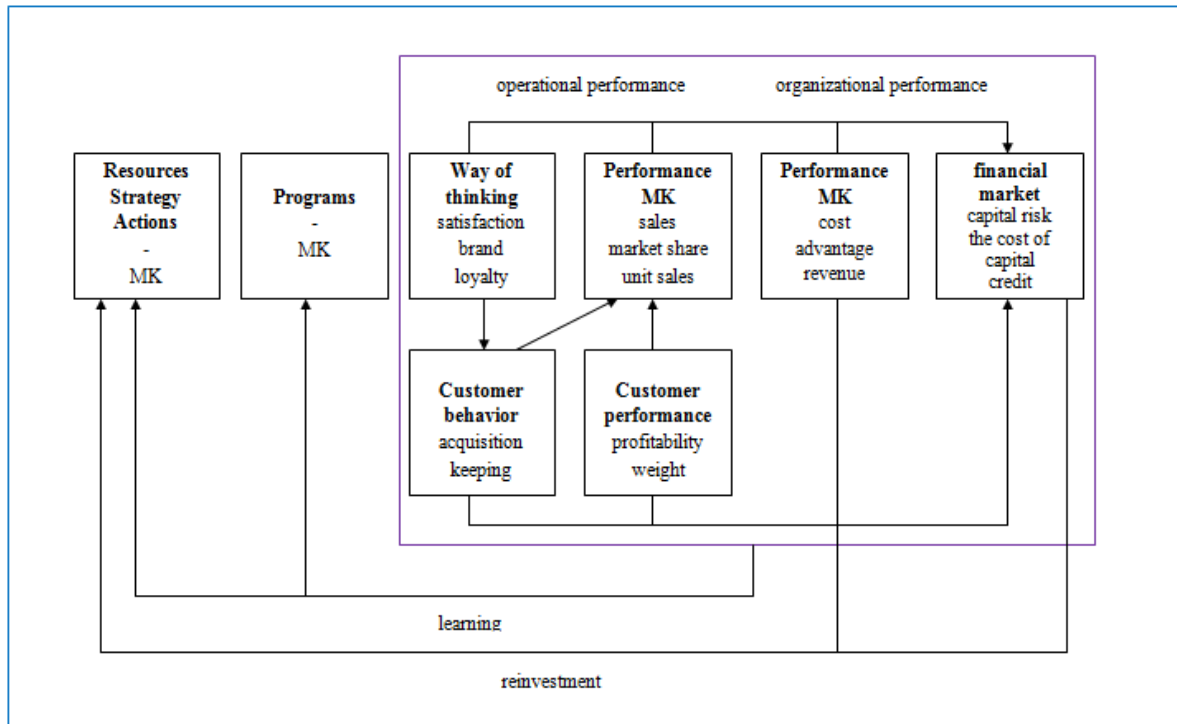 operational performance
organizational performance
Resources
Strategy
Actions
-
MK
Programs
-
MK
Way of
thinking
satisfaction
brand
loyalty
Performance
MK
sales
market share
unit sales
Performance
MK
cost
advantage
revenue
financial
market
capital risk
the cost of
capital
credit
Customer
behavior
acquisition
keeping
Customer
performance
profitability
weight
learning
reinvestment